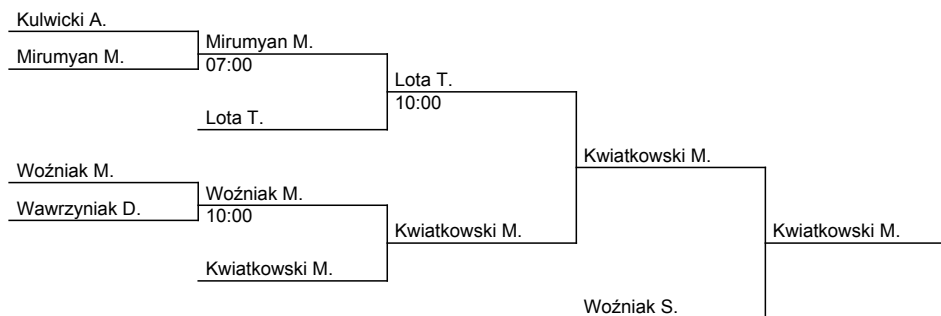 Kulwicki A.
Mirumyan M.
Mirumyan M.
07:00
Lota T.
10:00
Lota T.
Kwiatkowski M.
Woźniak M.
Woźniak M.
Wawrzyniak D.
10:00
Kwiatkowski M.
Kwiatkowski M.
Kwiatkowski M.
Woźniak S.